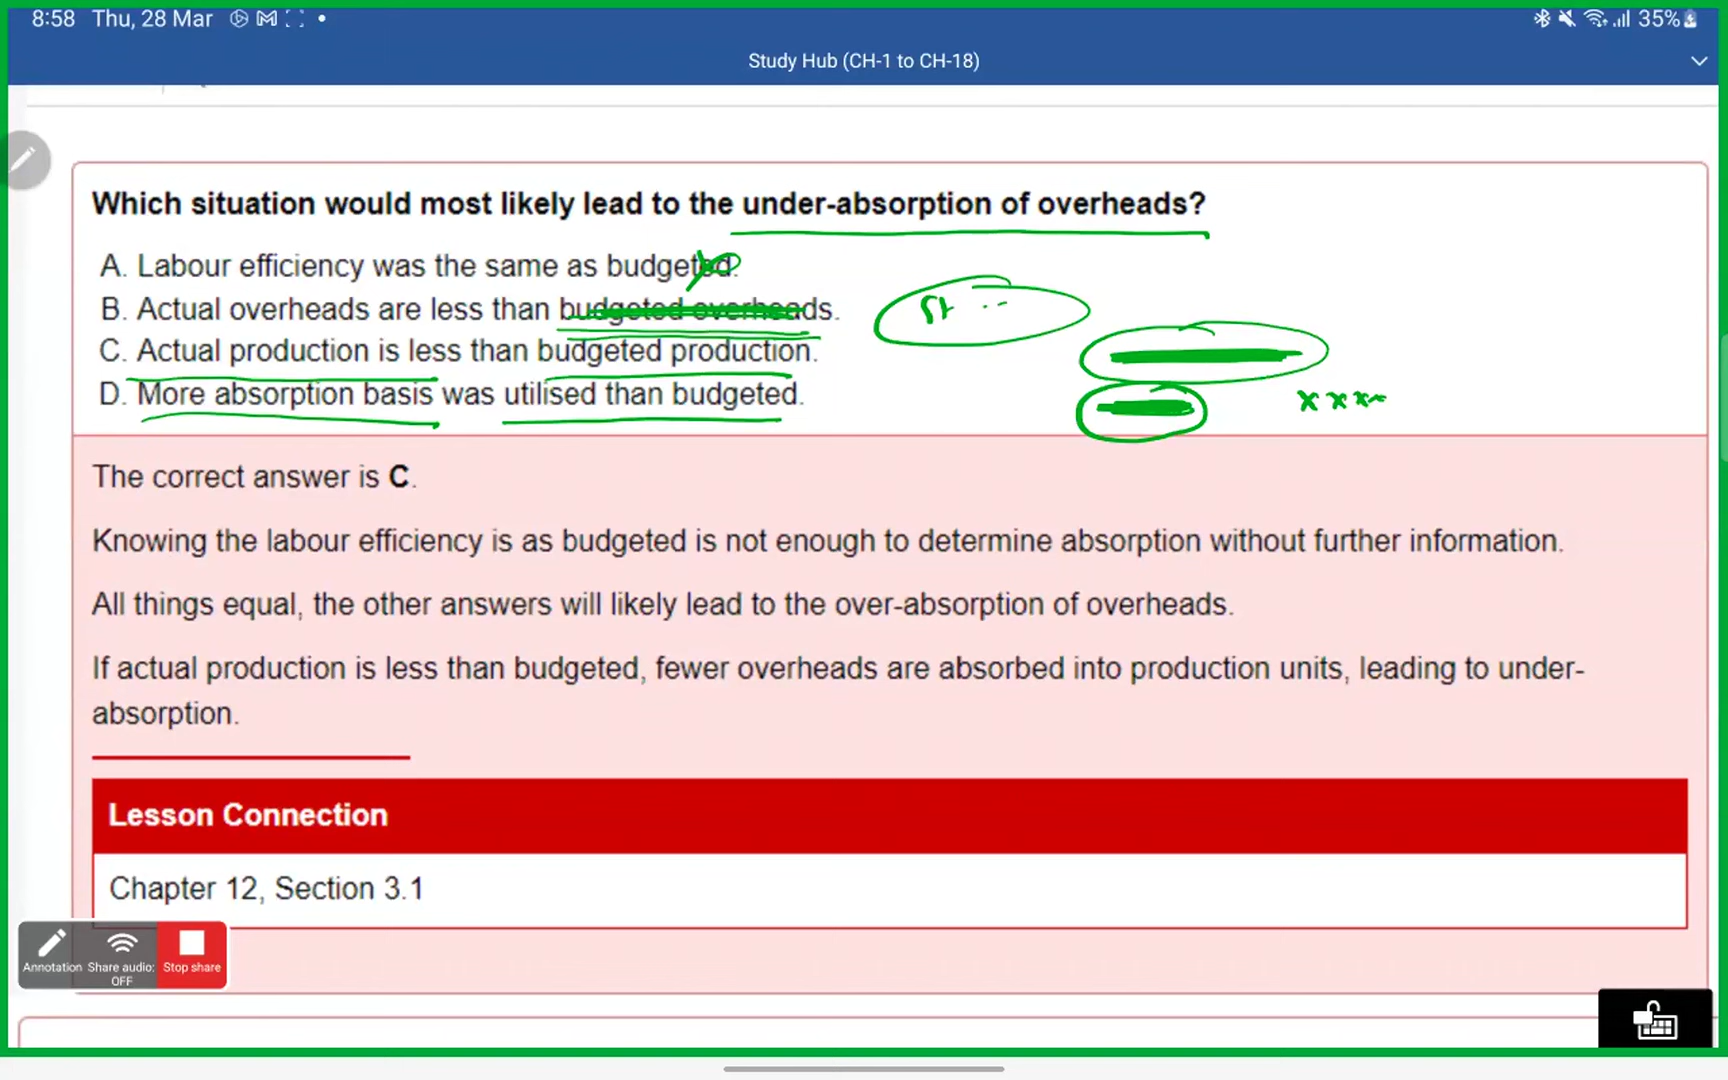 8:58 Thu, 28 Mar 35%
Study Hub (CH-1 to CH-18)
Which situation would most likely lead to the under-absorption of overheads?
A. Labour efficiency was the same as budgeted.
B. Actual overheads are less than budgeted overheads.
C. Actual production is less than budgeted production.
D. More absorption basis was utilised than budgeted.
x x x
The correct answer is C.
Knowing the labour efficiency is as budgeted is not enough to determine absorption without further information.
All things equal, the other answers will likely lead to the over-absorption of overheads.
If actual production is less than budgeted, fewer overheads are absorbed into production units, leading to under-
absorption.
Lesson Connection
Chapter 12, Section 3.1
Annotation Share audio: Stop share
OFF